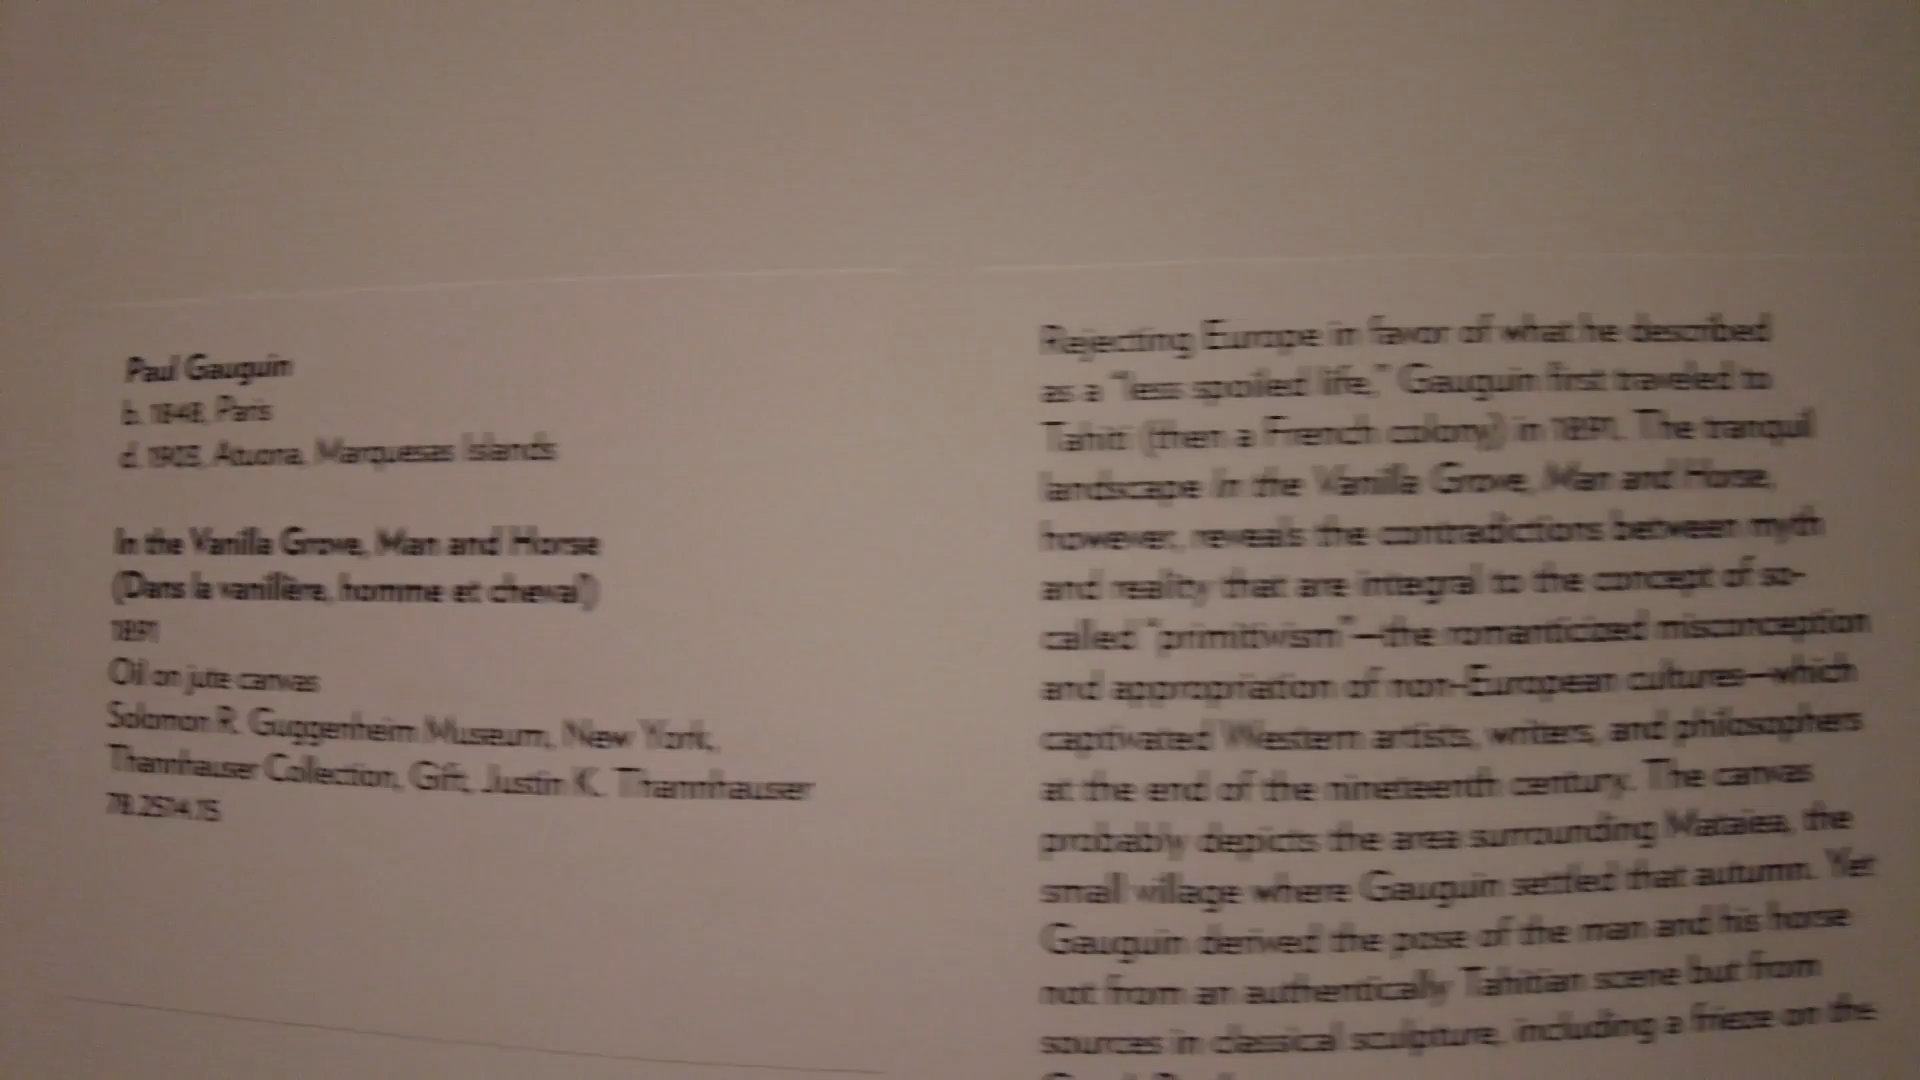 Paul Gauguin
b. 1848, Paris
d. 1903, Atuona, Marquesas Islands
In the Vanilla Grove, Man and Horse
(Dans la vanillère, homme et cheval)
1891
Oil on jute canvas
Solomon R. Guggenheim Museum, New York,
Thannhauser Collection, Gift, Justin K. Thannhauser
78.2514.15
Rejecting Europe in favor of what he described
as a "less spoiled life," Gauguin first traveled to
Tahiti (then a French colony) in 1891. The tranquil
landscape In the Vanilla Grove, Man and Horse,
however, reveals the contradictions between myth
and reality that are integral to the concept of so-
called "primitivism"—the romanticized misconception
and appropriation of non-European cultures—which
captivated Western artists, writers, and philosophers
at the end of the nineteenth century. The canvas
probably depicts the area surrounding Mataiea, the
small village where Gauguin settled that autumn. Yet
Gauguin derived the pose of the man and his horse
not from an authentically Tahitian scene but from
sources in classical sculpture, including a frieze on the